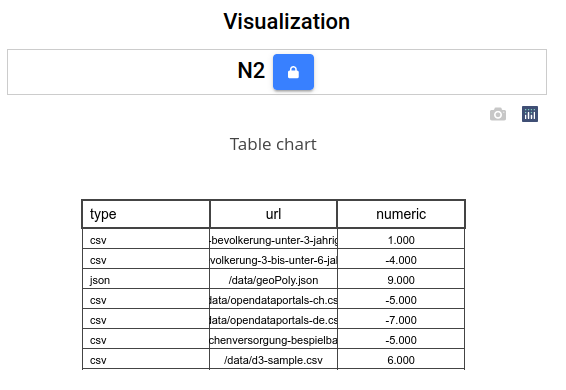 Visualization
N2
Table chart
type url numeric
csv -bevolkerung-unter-3-jahrig 1.000
csv volkerung-3-bis-unter-6-jal -4.000
json /data/geoPoly.json 9.000
csv data/opendataportals-ch.cs -5.000
csv data/opendataportals-de.cs -7.000
csv chenversorgung-bespielba -5.000
csv /data/d3-sample.csv 6.000